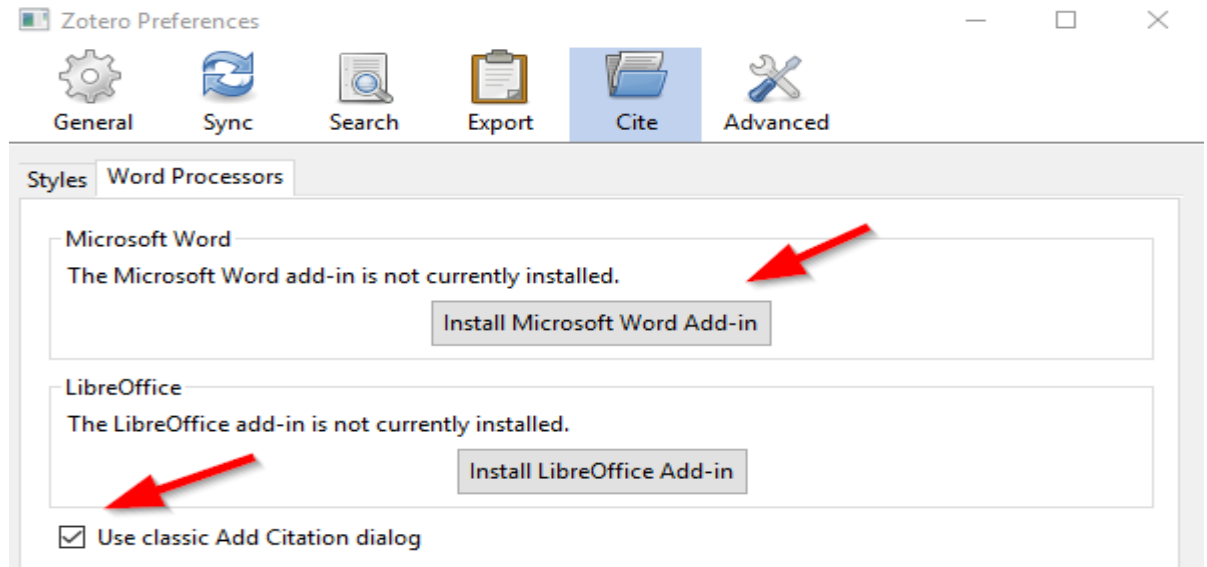 Zotero Preferences
General Sync Search Export Cite Advanced
Styles Word Processors
Microsoft Word
The Microsoft Word add-in is not currently installed.
Install Microsoft Word Add-in
LibreOffice
The LibreOffice add-in is not currently installed.
Install LibreOffice Add-in
Use classic Add Citation dialog